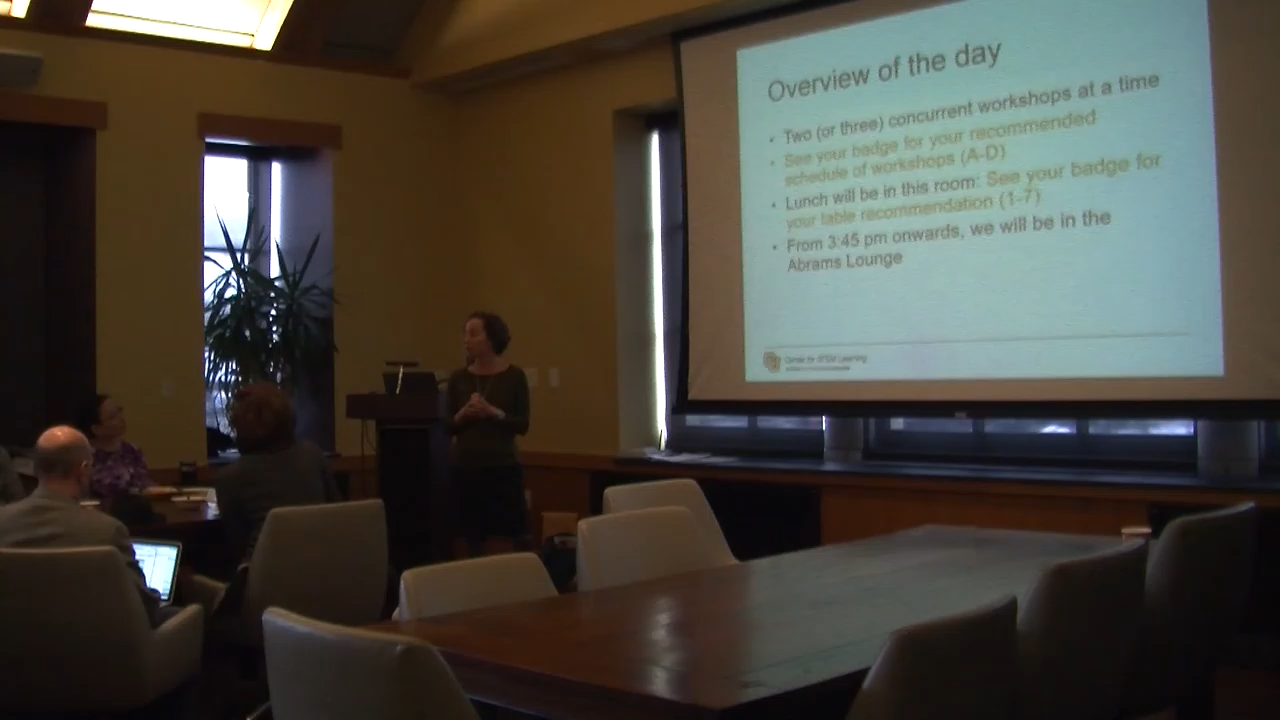 Overview of the day
• Two (or three) concurrent workshops at a time
• See your badge for your recommended
schedule of workshops (A-D)
• Lunch will be in this room: See your badge for
your table recommendation (1-7)
• From 3:45 pm onwards, we will be in the
Abrams Lounge
Center for STEM Learning